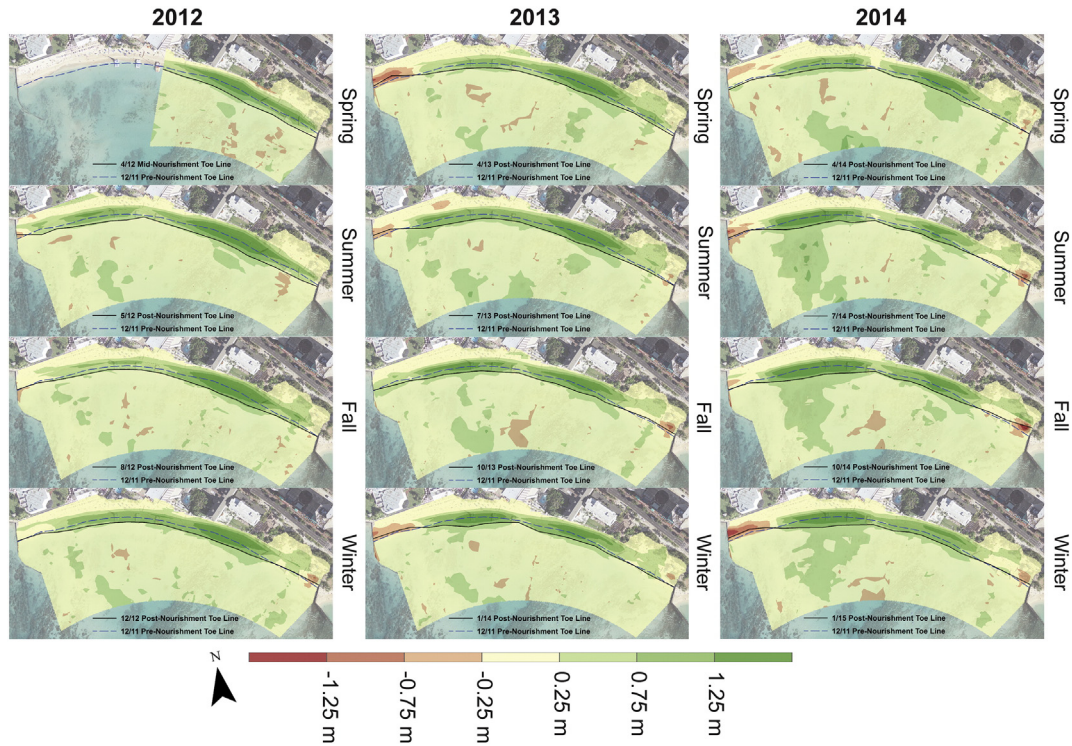 2012 2013 2014
Spring Spring Spring
4/12 Mid-Nourishment Toe Line 4/13 Post-Nourishment Toe Line 4/14 Post-Nourishment Toe Line
12/11 Pre-Nourishment Toe Line 12/11 Pre-Nourishment Toe Line 12/11 Pre-Nourishment Toe Line
Summer Summer Summer
5/12 Post-Nourishment Toe Line 7/13 Post-Nourishment Toe Line 7/14 Post-Nourishment Toe Line
12/11 Pre-Nourishment Toe Line 12/11 Pre-Nourishment Toe Line 12/11 Pre-Nourishment Toe Line
Fall Fall Fall
8/12 Post-Nourishment Toe Line 10/13 Post-Nourishment Toe Line 10/14 Post-Nourishment Toe Line
12/11 Pre-Nourishment Toe Line 12/11 Pre-Nourishment Toe Line 12/11 Pre-Nourishment Toe Line
Winter Winter Winter
12/12 Post-Nourishment Toe Line 1/14 Post-Nourishment Toe Line 1/15 Post-Nourishment Toe Line
12/11 Pre-Nourishment Toe Line 12/11 Pre-Nourishment Toe Line 12/11 Pre-Nourishment Toe Line
N
-1.25 m -0.75 m -0.25 m 0.25 m 0.75 m 1.25 m